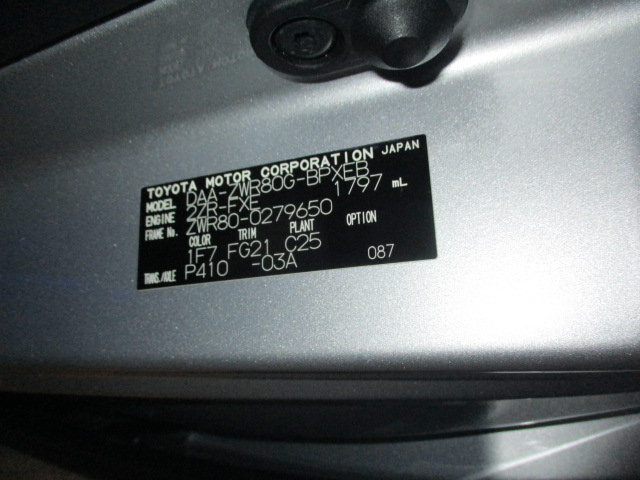 TOYOTA MOTOR CORPORATION JAPAN
MODEL DAA-ZWR80G-BPXEB
ENGINE 2ZR-FXE 1797 mL
FRAME No. ZWR80-0279650
COLOR TRIM PLANT OPTION
1F7 FG21 C25
TRANS./AXLE P410 -03A 087